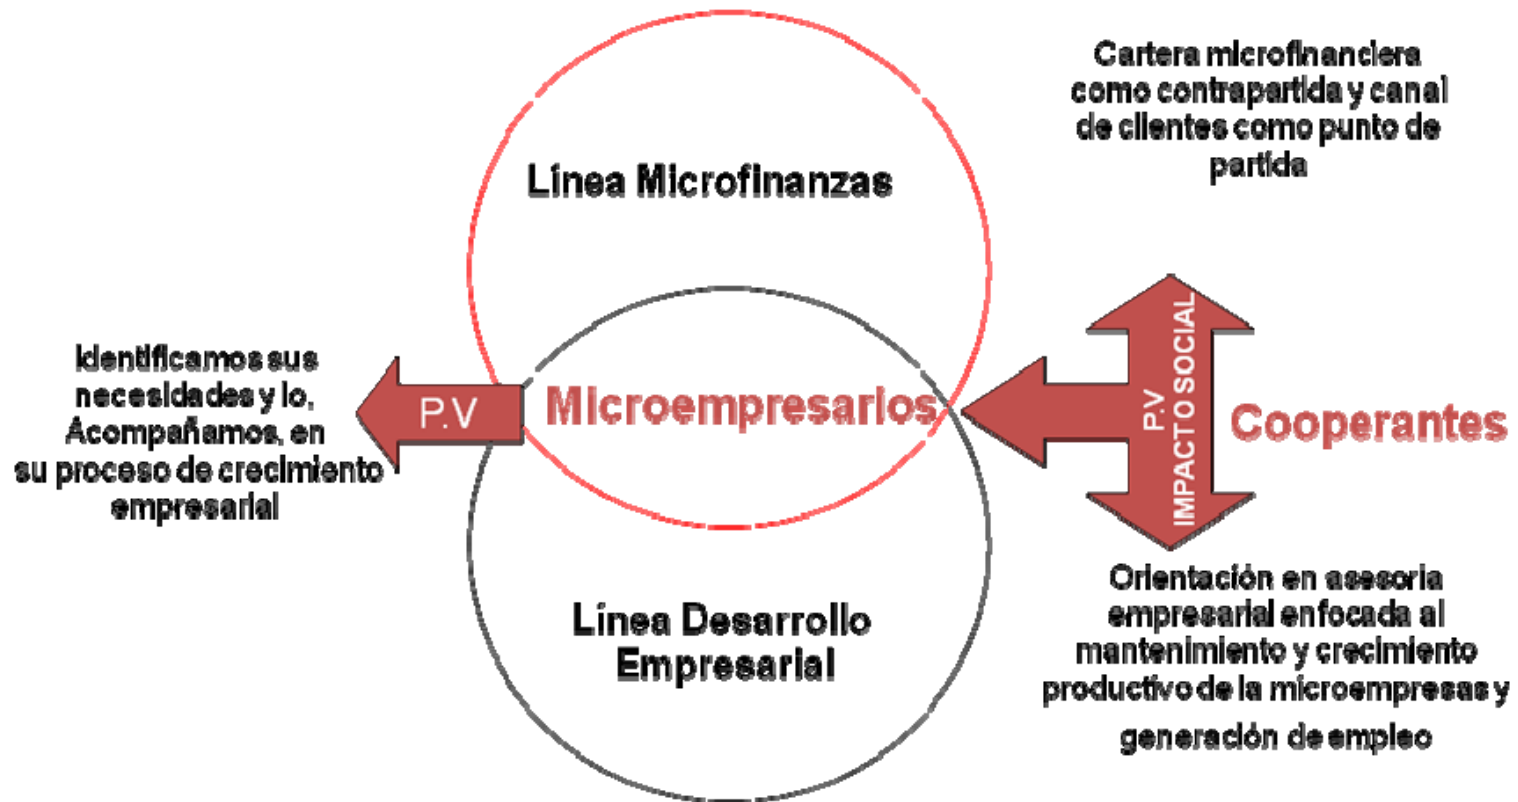 Cartera microfinanciera
como contrapartida y canal
de clientes como punto de
partida
Línea Microfinanzas
Identificamos sus
necesidades y lo,
Acompañamos, en
su proceso de crecimiento
empresarial
P.V
Microempresarios
P.V
IMPACTO SOCIAL
Cooperantes
Línea Desarrollo
Empresarial
Orientación en asesoria
empresarial enfocada al
mantenimiento y crecimiento
productivo de la microempresas y
generación de empleo